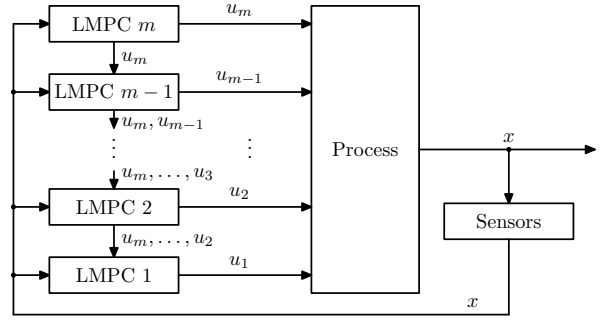 LMPC m
u_m
u_m
LMPC m − 1
u_{m−1}
u_m, u_{m−1}
⋮ ⋮
Process
x
u_m, …, u_3
LMPC 2
u_2
Sensors
u_m, …, u_2
LMPC 1
u_1
x